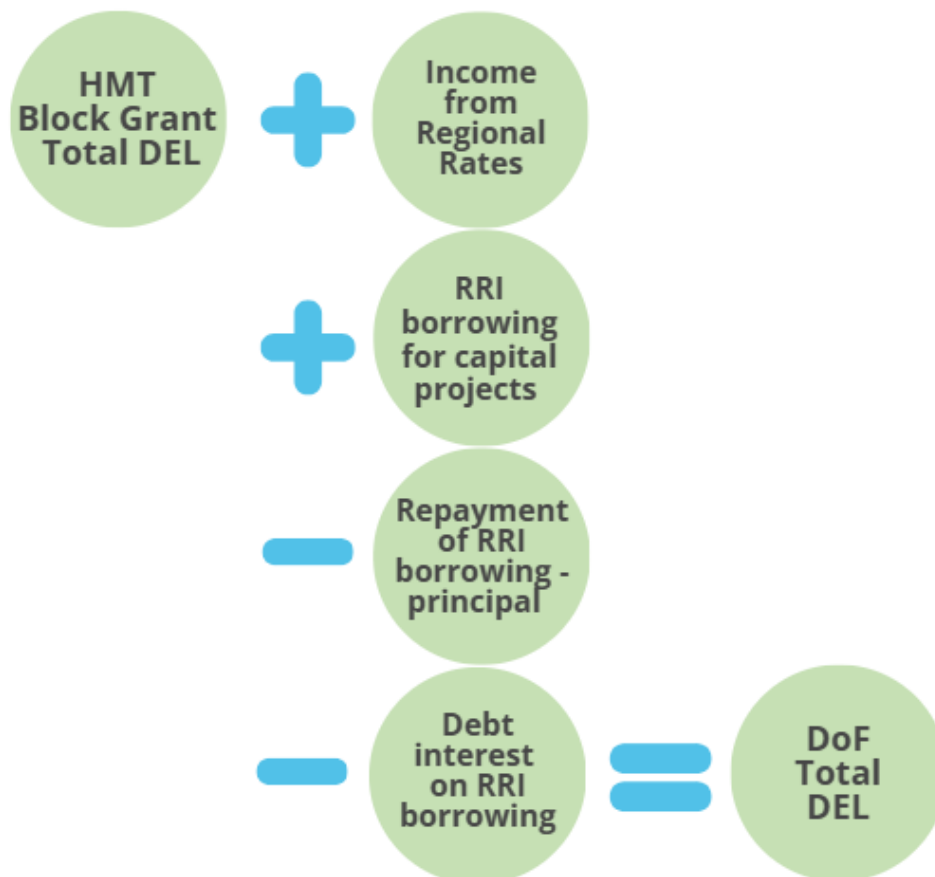 HMT
Block Grant
Total DEL
Income
from
Regional
Rates
RRI
borrowing
for capital
projects
Repayment
of RRI
borrowing -
principal
Debt
interest
on RRI
borrowing
DoF
Total
DEL